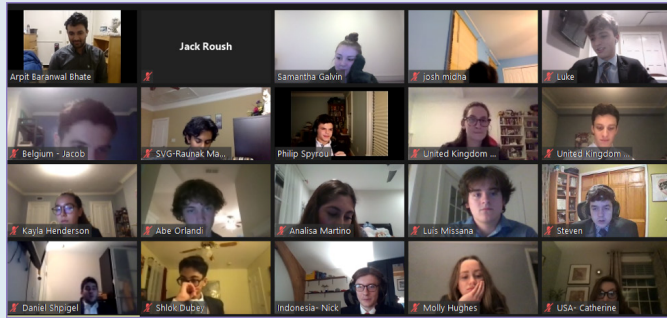 Jack Roush
Arpit Baranwal Bhate
Samantha Galvin
josh midha
Luke
Belgium - Jacob
SVG-Raunak Ma...
Philip Spyrou
United Kingdom ...
United Kingdom ...
Kayla Henderson
Abe Orlandi
Analisa Martino
Luis Missana
Steven
Daniel Shpigel
Shlok Dubey
Indonesia- Nick
Molly Hughes
USA- Catherine